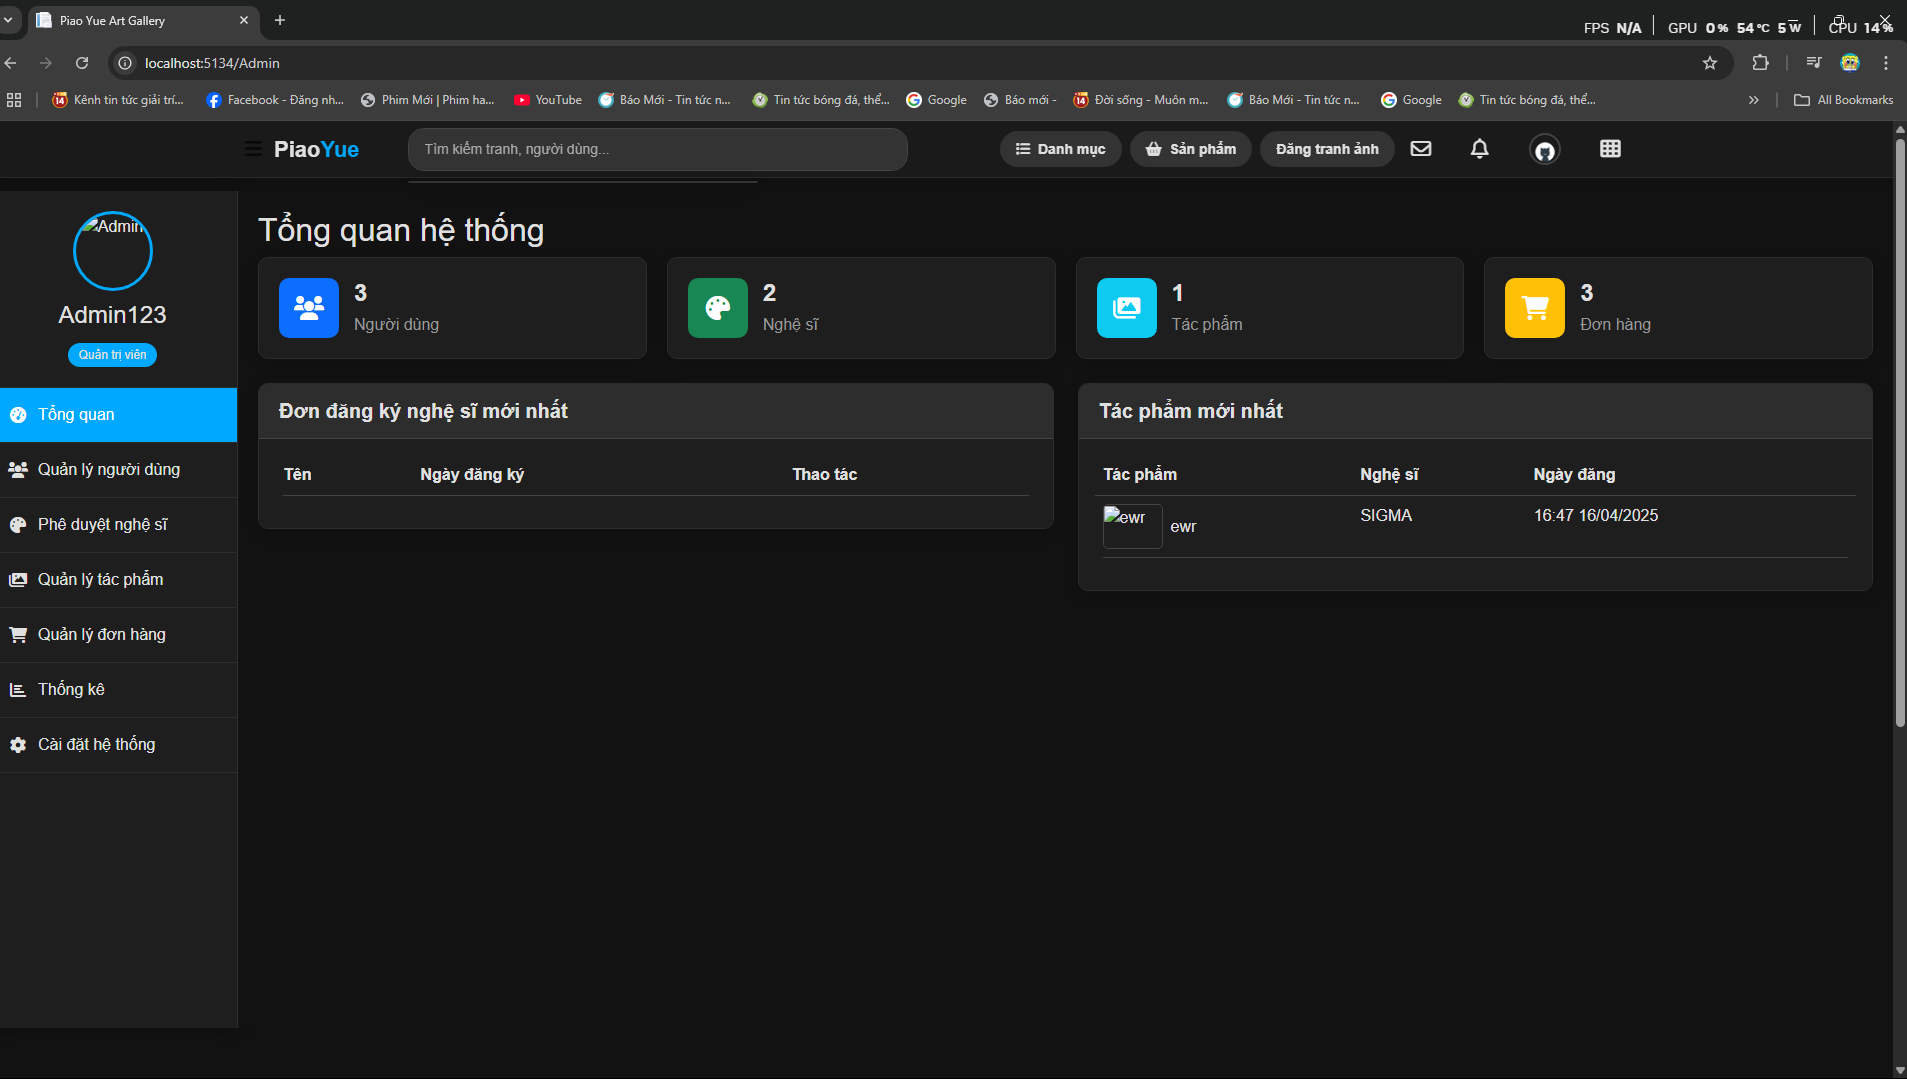 Piao Yue Art Gallery
FPS N/A GPU 0% 54°C 5W CPU 14%
localhost:5134/Admin
Kênh tin tức giải trí... Facebook - Đăng nh... Phim Mới | Phim ha... YouTube Báo Mới - Tin tức n... Tin tức bóng đá, thể... Google Báo mới - Đời sống - Muôn m... Báo Mới - Tin tức n... Google Tin tức bóng đá, thể... » All Bookmarks
PiaoYue Tìm kiếm tranh, người dùng... Danh mục Sản phẩm Đăng tranh ảnh
Admin
Admin123
Quản trị viên
Tổng quan
Quản lý người dùng
Phê duyệt nghệ sĩ
Quản lý tác phẩm
Quản lý đơn hàng
Thống kê
Cài đặt hệ thống
Tổng quan hệ thống
3
Người dùng
2
Nghệ sĩ
1
Tác phẩm
3
Đơn hàng
Đơn đăng ký nghệ sĩ mới nhất
Tên Ngày đăng ký Thao tác
Tác phẩm mới nhất
Tác phẩm Nghệ sĩ Ngày đăng
ewr ewr SIGMA 16:47 16/04/2025